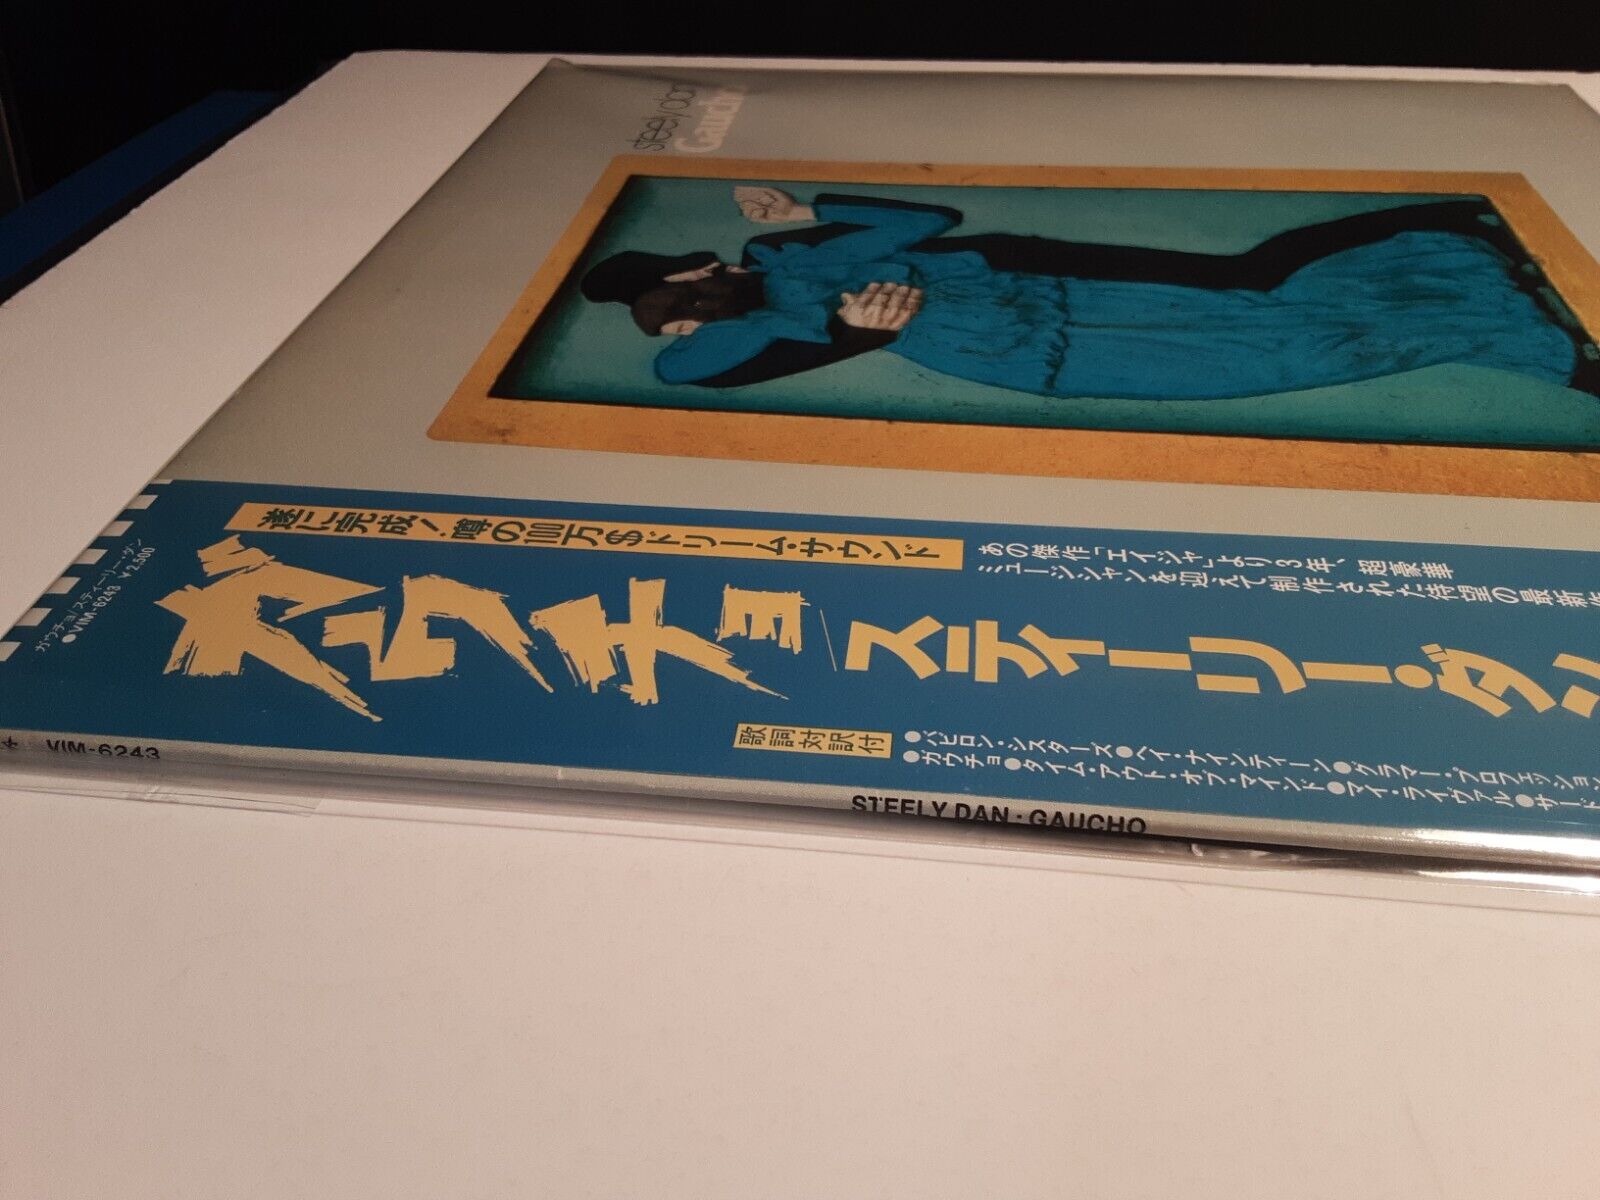 steely dan
Gaucho
ガウチョ/スティーリー・ダン
●VIM-6243 ¥2,500
遂に完成!噂の100万$ドリーム・サウンド
あの傑作「エイジャ」より3年、超豪華
ミュージシャンを迎えて制作された待望の最新作
ガウチョ/スティーリー・ダン
歌詞対訳付
●バビロン・シスターズ●ヘイ・ナインティーン●グラマー・プロフェッション
●ガウチョ●タイム・アウト・オブ・マインド●マイ・ライヴァル●サード
VIM-6243
STEELY DAN・GAUCHO